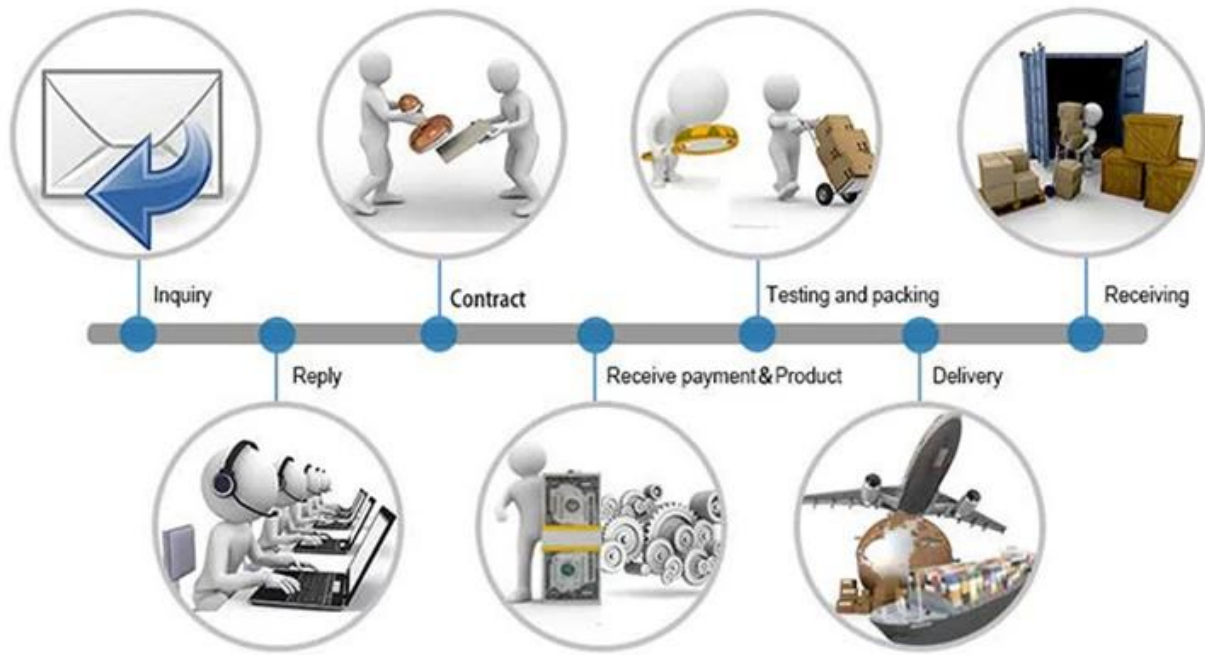 Inquiry
Contract
Testing and packing
Receiving
Reply
Receive payment&Product
Delivery